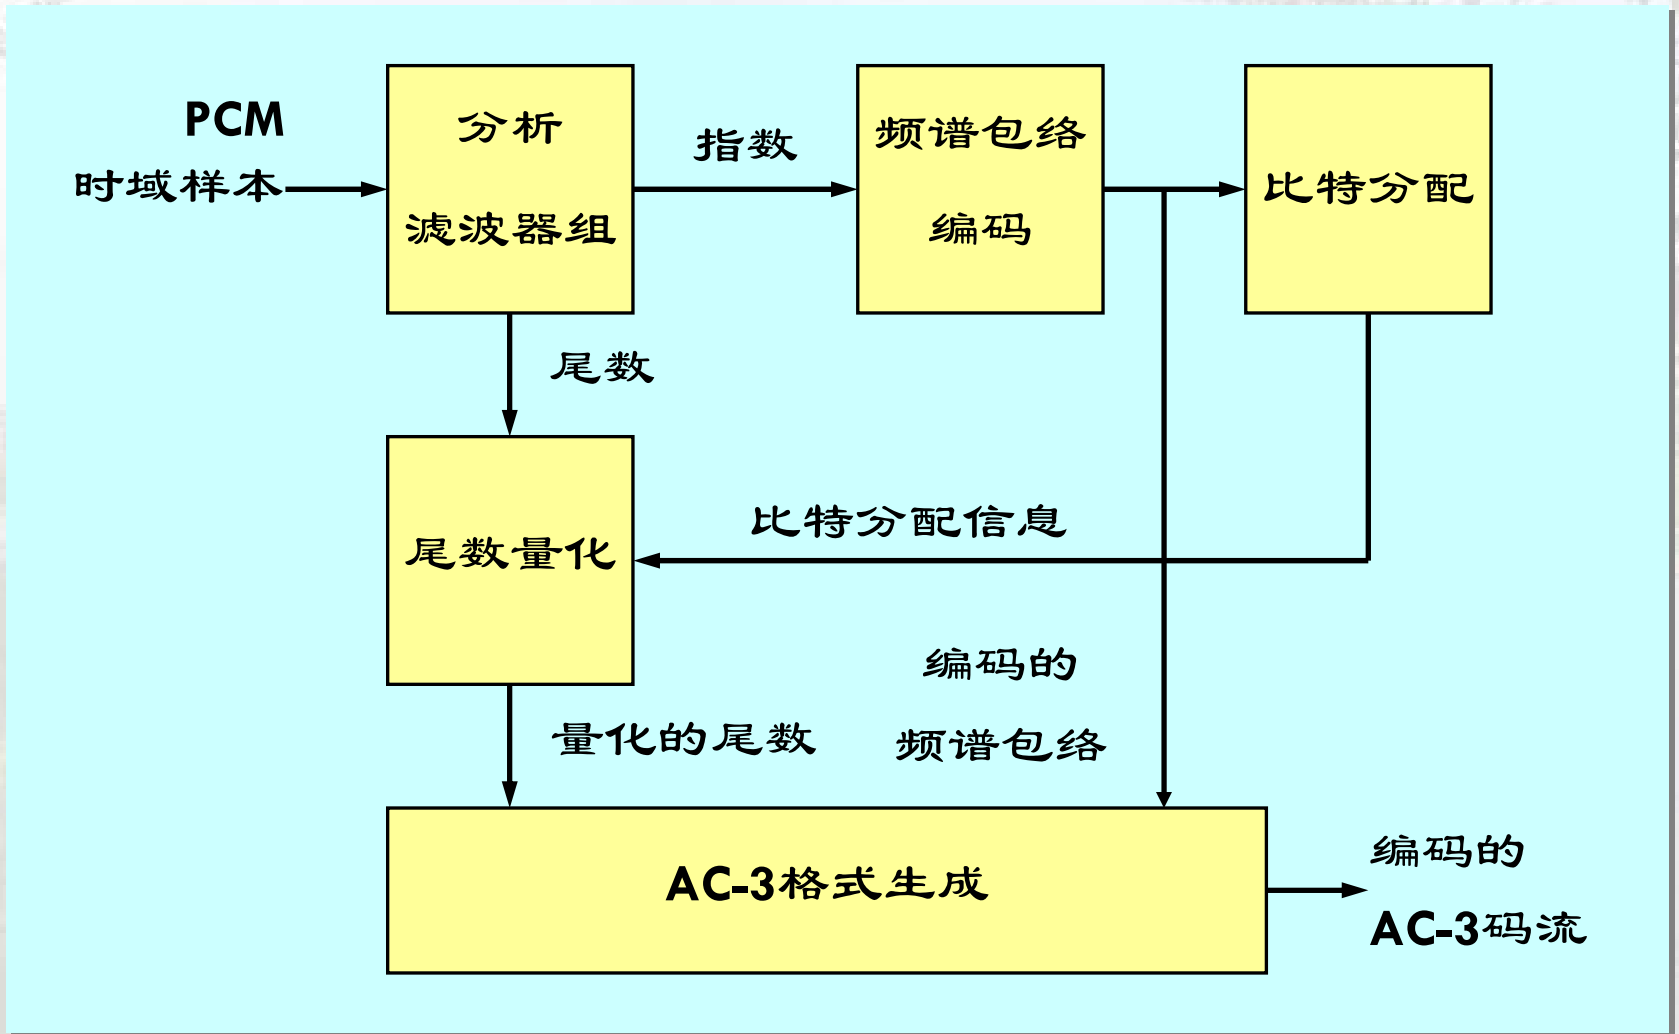 PCM
时域样本
分析
滤波器组
指数
频谱包络
编码
比特分配
尾数
尾数量化
比特分配信息
量化的尾数
编码的
频谱包络
AC-3格式生成
编码的
AC-3码流